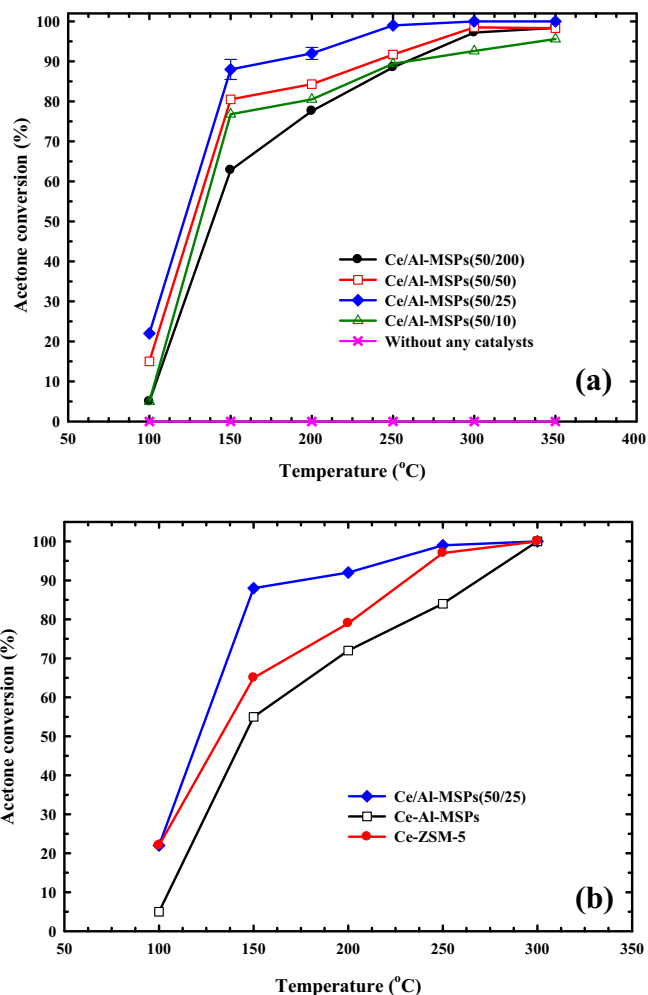 100
90
80
70
60
50
40
30
20
10
0
Acetone conversion (%)
Ce/Al-MSPs(50/200)
Ce/Al-MSPs(50/50)
Ce/Al-MSPs(50/25)
Ce/Al-MSPs(50/10)
Without any catalysts
(a)
50 100 150 200 250 300 350 400
Temperature (°C)
100
90
80
70
60
50
40
30
20
10
0
Acetone conversion (%)
Ce/Al-MSPs(50/25)
Ce-Al-MSPs
Ce-ZSM-5
(b)
50 100 150 200 250 300 350
Temperature (°C)